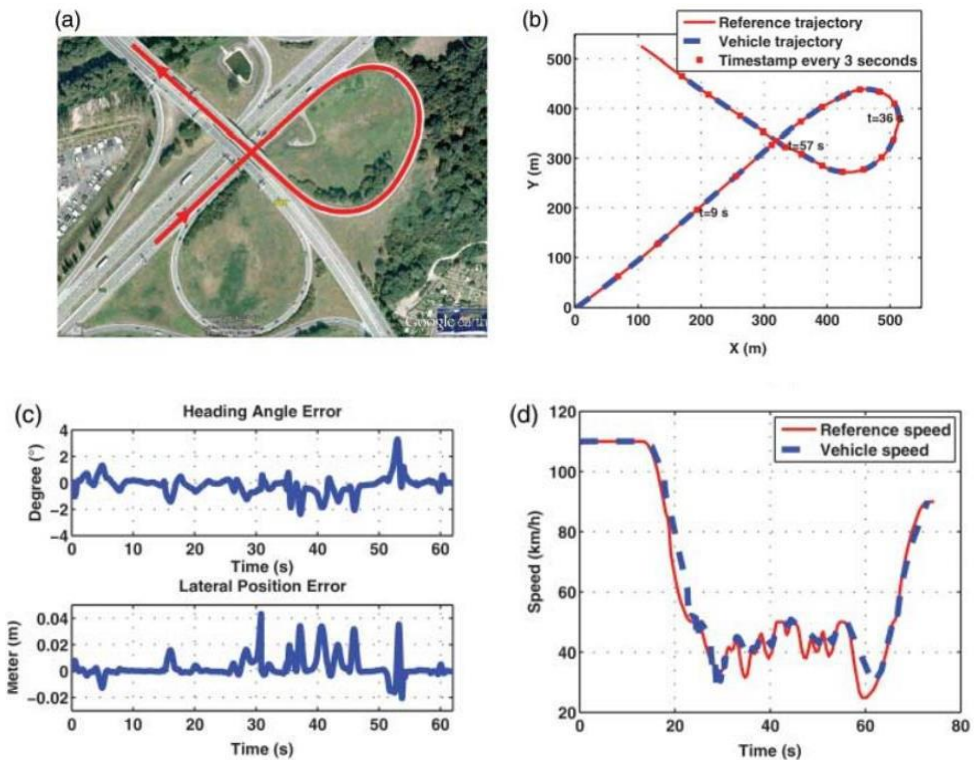 (a)
Google earth
(b)
Reference trajectory
Vehicle trajectory
Timestamp every 3 seconds
500
400
300
200
100
0
Y (m)
t=36 s
t=57 s
t=9 s
0 100 200 300 400 500
X (m)
(c)
Heading Angle Error
4
2
0
−2
−4
Degree (°)
0 10 20 30 40 50 60
Time (s)
Lateral Position Error
0.04
0.02
0
−0.02
Meter (m)
0 10 20 30 40 50 60
Time (s)
(d)
Reference speed
Vehicle speed
120
100
80
60
40
20
Speed (km/h)
0 20 40 60 80
Time (s)